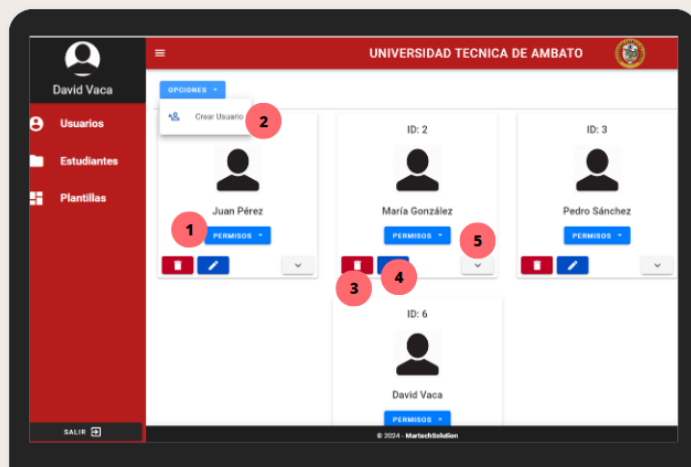 UNIVERSIDAD TECNICA DE AMBATO
David Vaca
Usuarios
Estudiantes
Plantillas
SALIR
OPCIONES
Crear Usuario
2
Juan Pérez
1
PERMISOS
ID: 2
María González
PERMISOS
3
4
5
ID: 3
Pedro Sánchez
PERMISOS
ID: 6
David Vaca
PERMISOS
© 2024 - MartechSolution